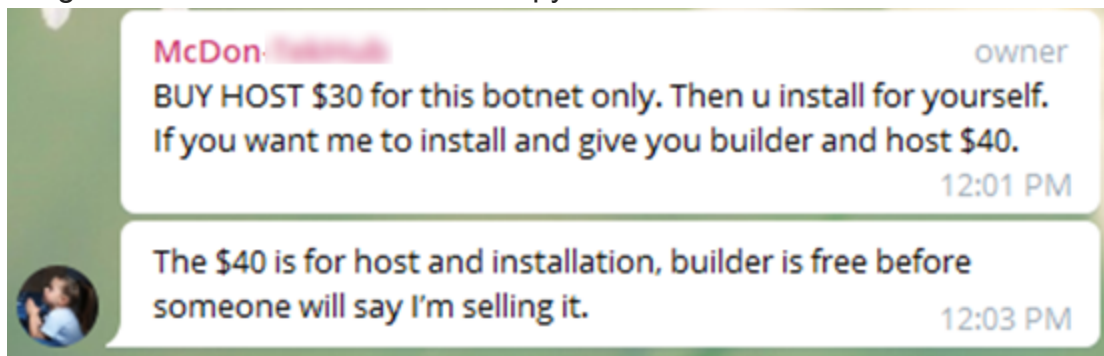 McDon
owner
BUY HOST $30 for this botnet only. Then u install for yourself.
If you want me to install and give you builder and host $40.
12:01 PM
The $40 is for host and installation, builder is free before
someone will say I'm selling it.
12:03 PM